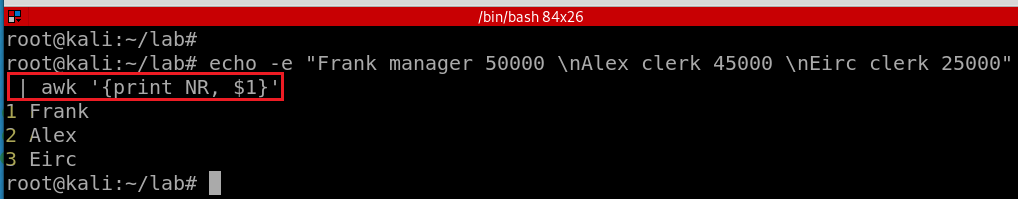 /bin/bash 84x26
root@kali:~/lab#
root@kali:~/lab# echo -e "Frank manager 50000 \nAlex clerk 45000 \nEirc clerk 25000"
| awk '{print NR, $1}'
1 Frank
2 Alex
3 Eirc
root@kali:~/lab#